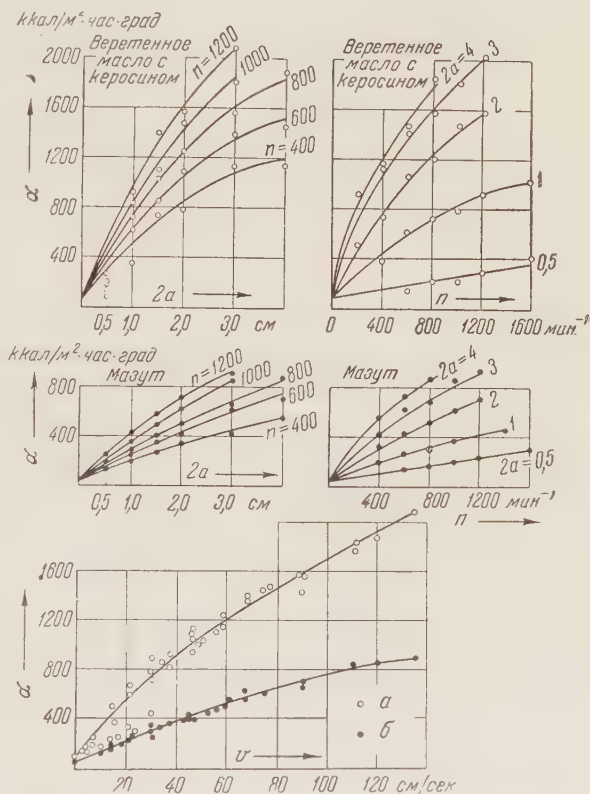 ккал/м²·час·град
Веретенное масло с керосином
n=1200
1000
800
600
n=400
2000
1600
1200
800
400
α
0,5 1,0 2,0 3,0 см
2a
Веретенное масло с керосином
2a=4
3
2
1
0,5
n
0 400 800 1200 1600 мин.⁻¹
ккал/м²·час·град
Мазут
n=1200
1000
800
600
n=400
800
400
α
2a
0,5 1,0 2,0 3,0 см
Мазут
2a=4
3
2
1
2a=0,5
400 800 1200 мин⁻¹
n
1600
1200
800
400
α
а
б
υ
20 40 60 80 100 120 см/сек